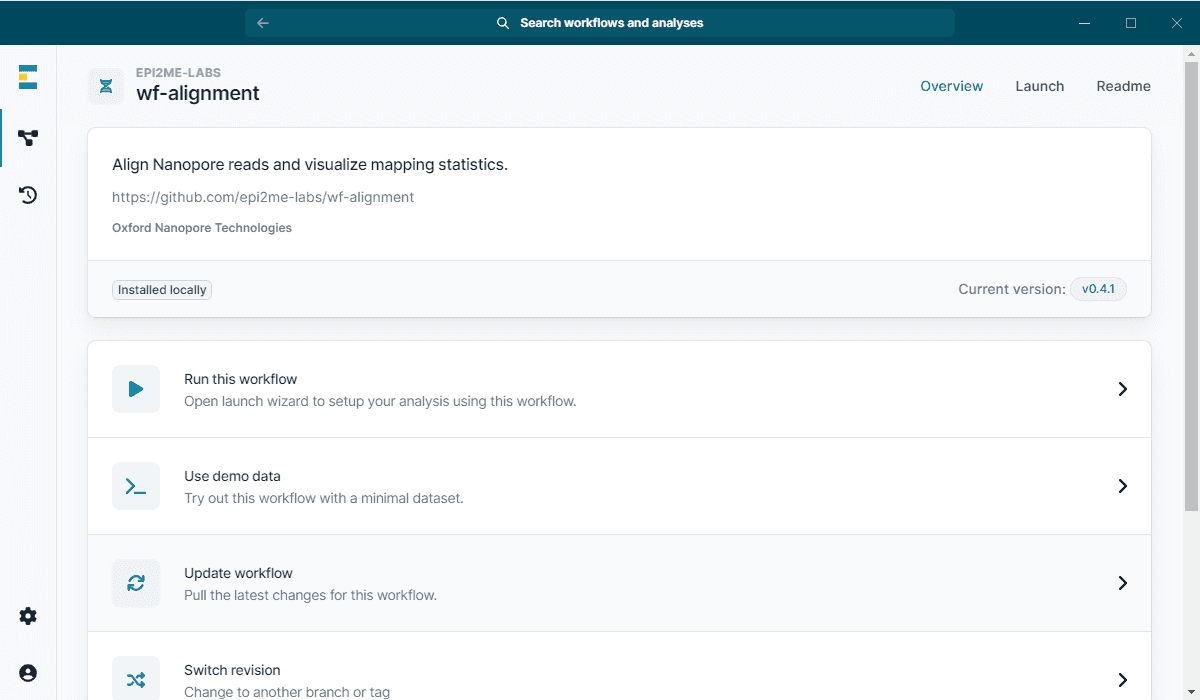 Search workflows and analyses
EPI2ME-LABS
wf-alignment
Overview
Launch
Readme
Align Nanopore reads and visualize mapping statistics.
https://github.com/epi2me-labs/wf-alignment
Oxford Nanopore Technologies
Installed locally
Current version: v0.4.1
Run this workflow
Open launch wizard to setup your analysis using this workflow.
Use demo data
Try out this workflow with a minimal dataset.
Update workflow
Pull the latest changes for this workflow.
Switch revision
Change to another branch or tag